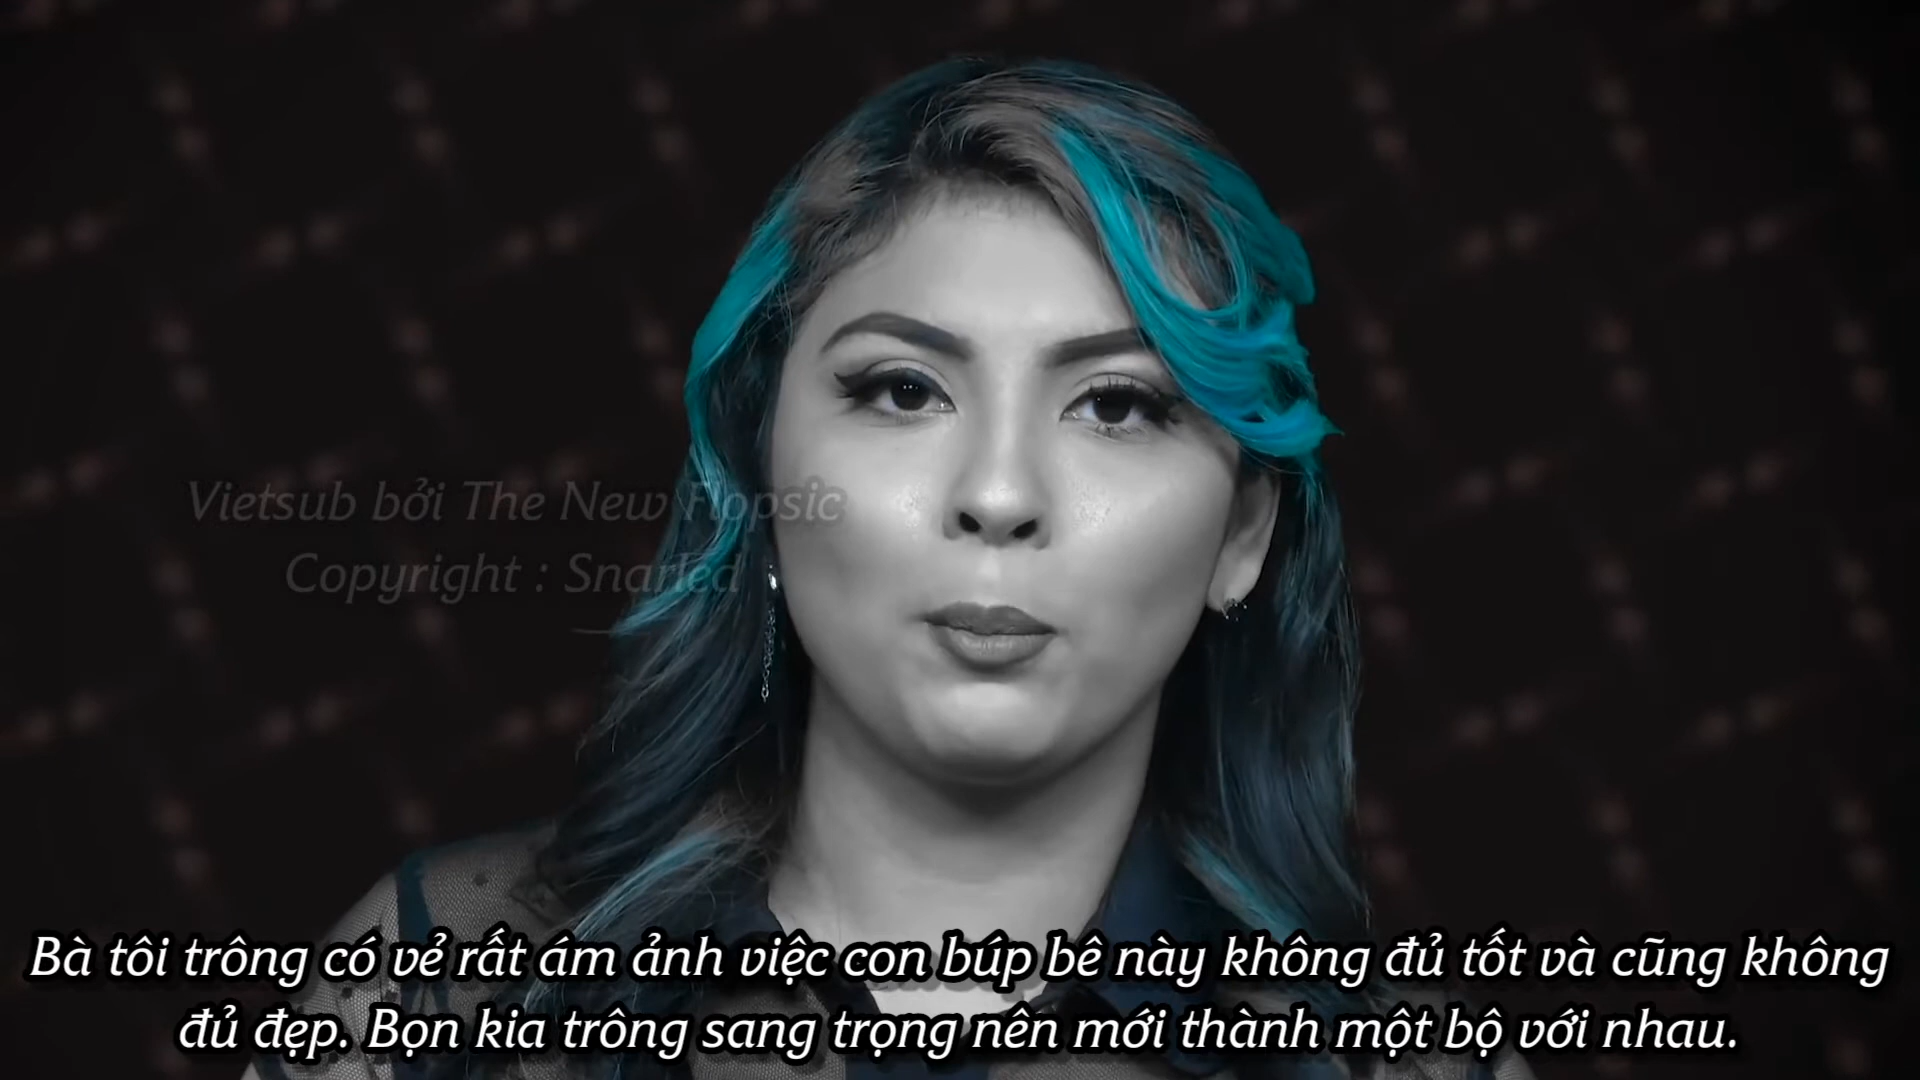 Vietsub bởi The New Flopsic
Copyright : Snarled
Bà tôi trông có vẻ rất ám ảnh việc con búp bê này không đủ tốt và cũng không
đủ đẹp. Bọn kia trông sang trọng nên mới thành một bộ với nhau.